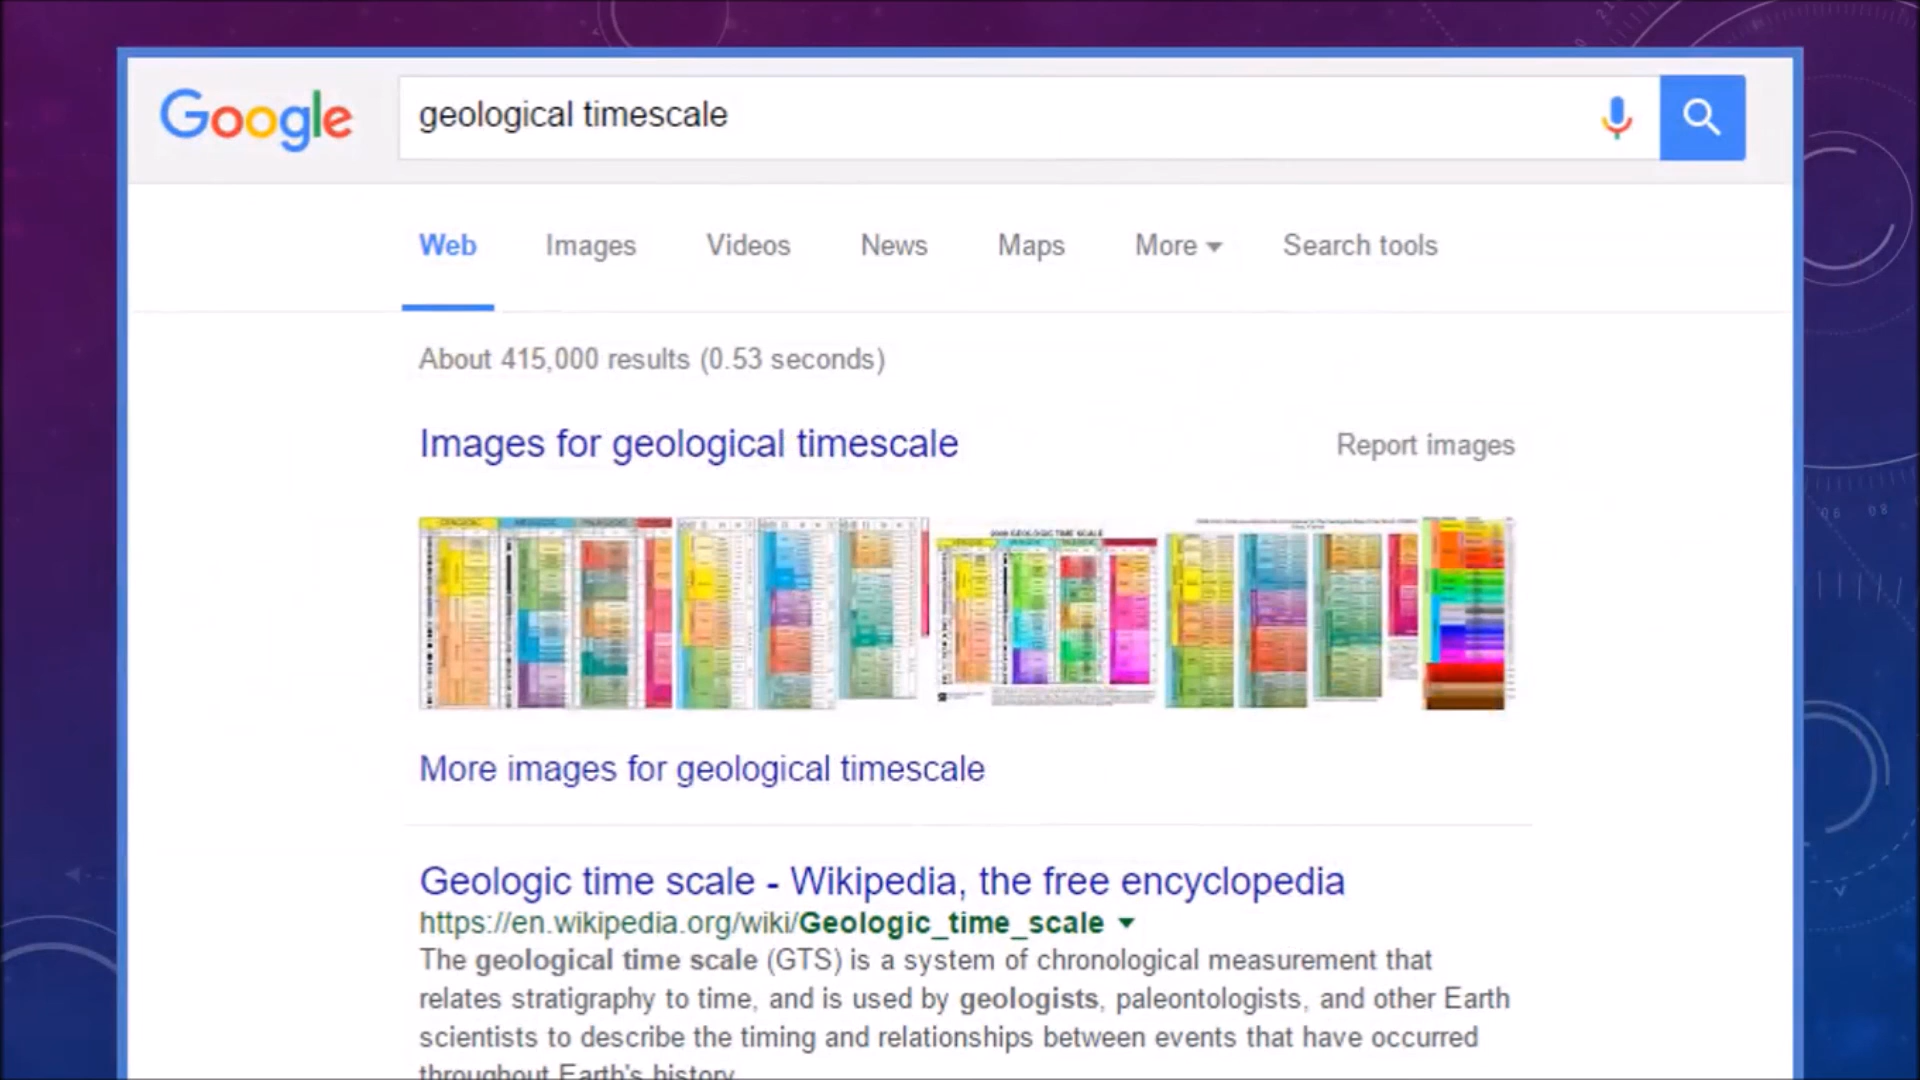 Google
geological timescale
Web Images Videos News Maps More Search tools
About 415,000 results (0.53 seconds)
Images for geological timescale
Report images
More images for geological timescale
Geologic time scale - Wikipedia, the free encyclopedia
https://en.wikipedia.org/wiki/Geologic_time_scale
The geological time scale (GTS) is a system of chronological measurement that
relates stratigraphy to time, and is used by geologists, paleontologists, and other Earth
scientists to describe the timing and relationships between events that have occurred
throughout Earth's history